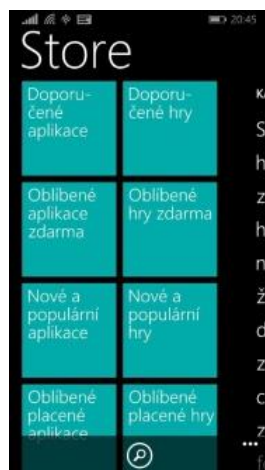 20:45
Store
Doporu-
čené
aplikace
Doporu-
čené hry
Oblíbené
aplikace
zdarma
Oblíbené
hry zdarma
Nové a
populární
aplikace
Nové a
populární
hry
Oblíbené
placené
aplikace
Oblíbené
placené hry